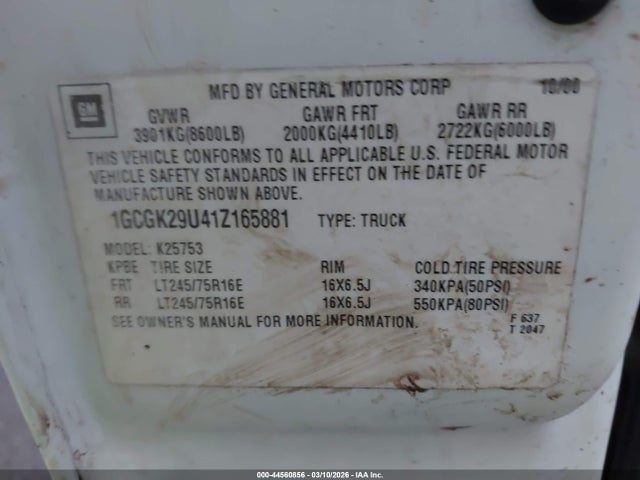 GM
MFD BY GENERAL MOTORS CORP 10/00
GVWR GAWR FRT GAWR RR
3901KG(8600LB) 2000KG(4410LB) 2722KG(6000LB)
THIS VEHICLE CONFORMS TO ALL APPLICABLE U.S. FEDERAL MOTOR
VEHICLE SAFETY STANDARDS IN EFFECT ON THE DATE OF
MANUFACTURE SHOWN ABOVE.
1GCGK29U41Z165881 TYPE: TRUCK
MODEL: K25753
KPBE TIRE SIZE RIM COLD TIRE PRESSURE
FRT LT245/75R16E 16X6.5J 340KPA(50PSI)
RR LT245/75R16E 16X6.5J 550KPA(80PSI)
SEE OWNER'S MANUAL FOR MORE INFORMATION.
F 637
T 2047
000-44560856 - 03/10/2026 - IAA Inc.